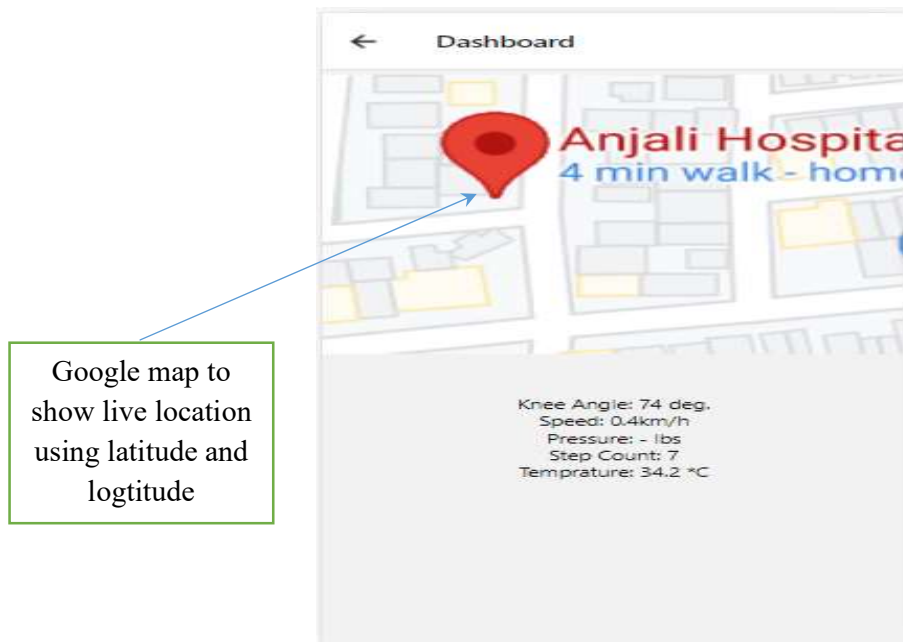 Dashboard
Anjali Hospita
4 min walk - home
Google map to
show live location
using latitude and
logtitude
Knee Angle: 74 deg.
Speed: 0.4km/h
Pressure: - lbs
Step Count: 7
Temprature: 34.2 *C